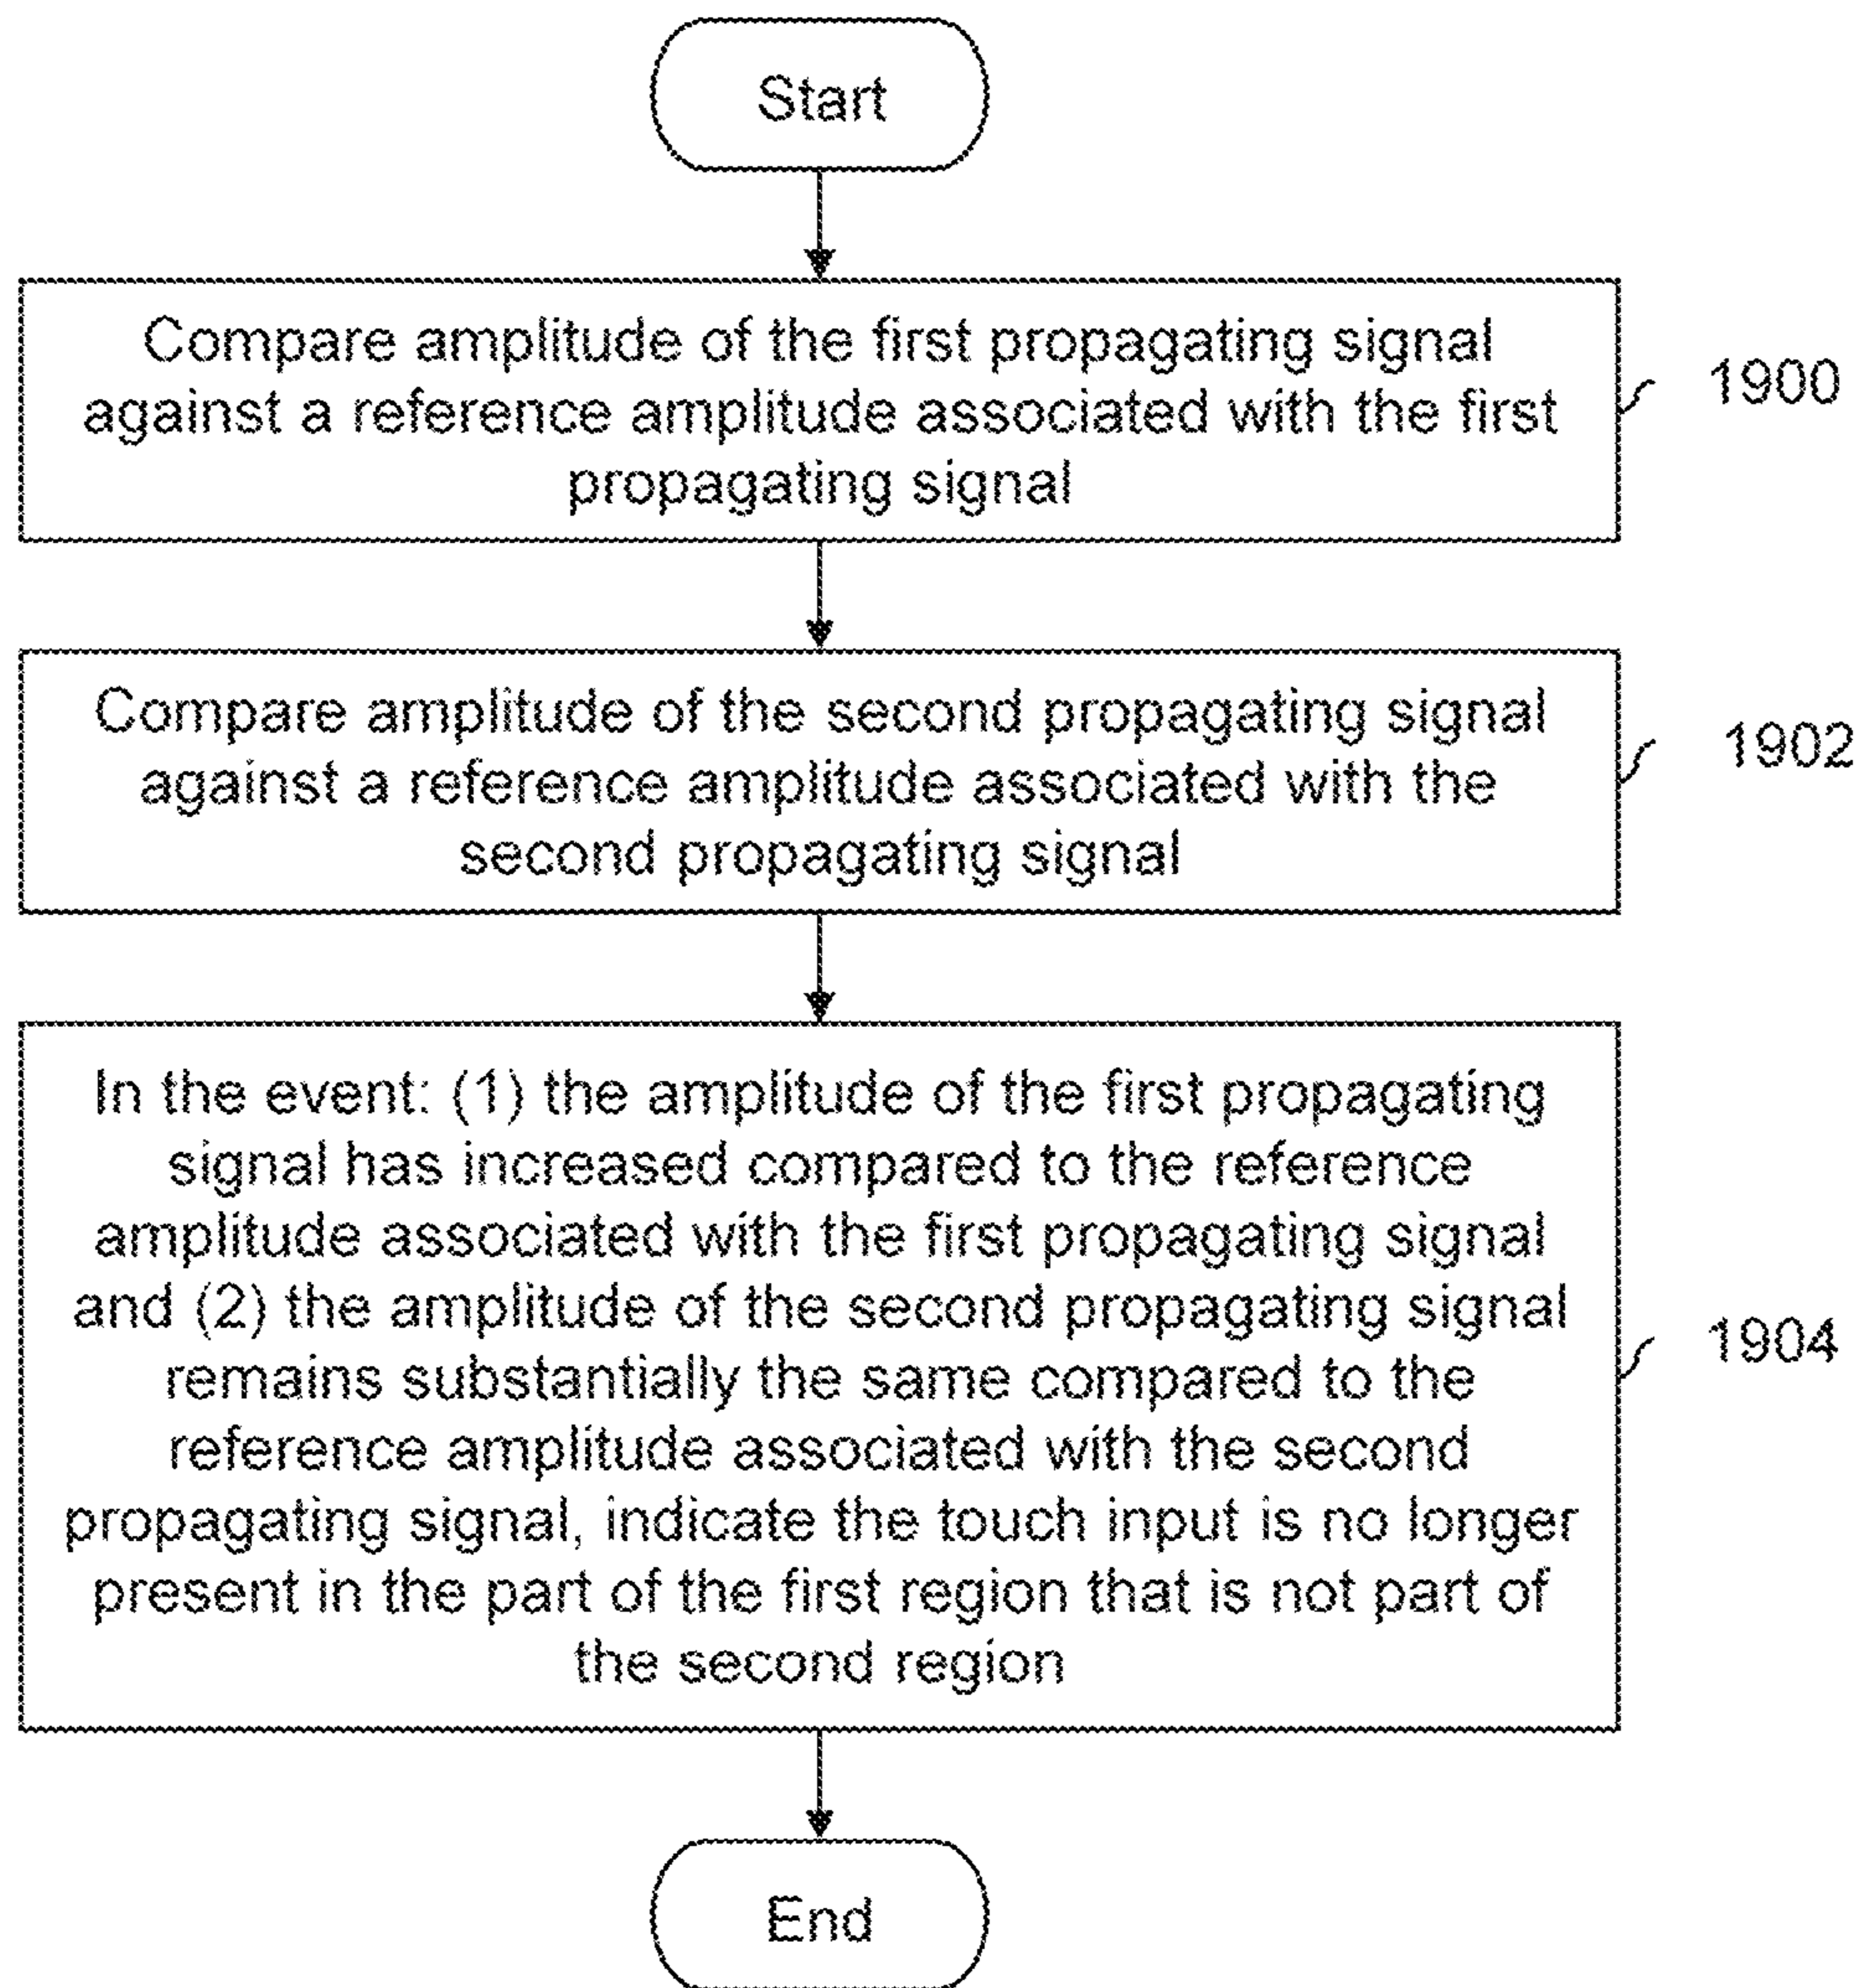 Start
Compare amplitude of the first propagating signal
against a reference amplitude associated with the first
propagating signal
1900
Compare amplitude of the second propagating signal
against a reference amplitude associated with the
second propagating signal
1902
In the event: (1) the amplitude of the first propagating
signal has increased compared to the reference
amplitude associated with the first propagating signal
and (2) the amplitude of the second propagating signal
remains substantially the same compared to the
reference amplitude associated with the second
propagating signal, indicate the touch input is no longer
present in the part of the first region that is not part of
the second region
1904
End